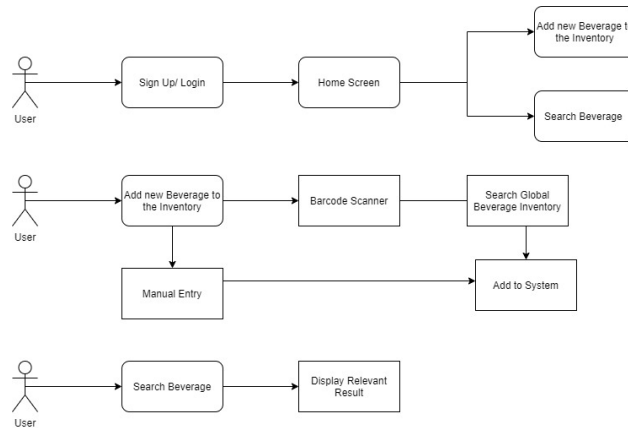 Add new Beverage to
the Inventory
Sign Up/ Login
Home Screen
User
Search Beverage
Add new Beverage to
the Inventory
Barcode Scanner
Search Global
Beverage Inventory
User
Manual Entry
Add to System
Search Beverage
Display Relevant
Result
User